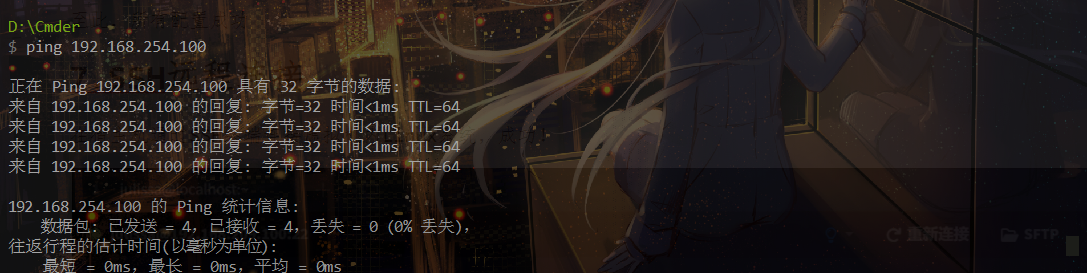 D:\Cmder
$ ping 192.168.254.100
正在 Ping 192.168.254.100 具有 32 字节的数据:
来自 192.168.254.100 的回复: 字节=32 时间<1ms TTL=64
来自 192.168.254.100 的回复: 字节=32 时间<1ms TTL=64
来自 192.168.254.100 的回复: 字节=32 时间<1ms TTL=64
来自 192.168.254.100 的回复: 字节=32 时间<1ms TTL=64
192.168.254.100 的 Ping 统计信息:
数据包: 已发送 = 4，已接收 = 4，丢失 = 0 (0% 丢失)，
往返行程的估计时间(以毫秒为单位):
最短 = 0ms，最长 = 0ms，平均 = 0ms
重新连接
SFTP